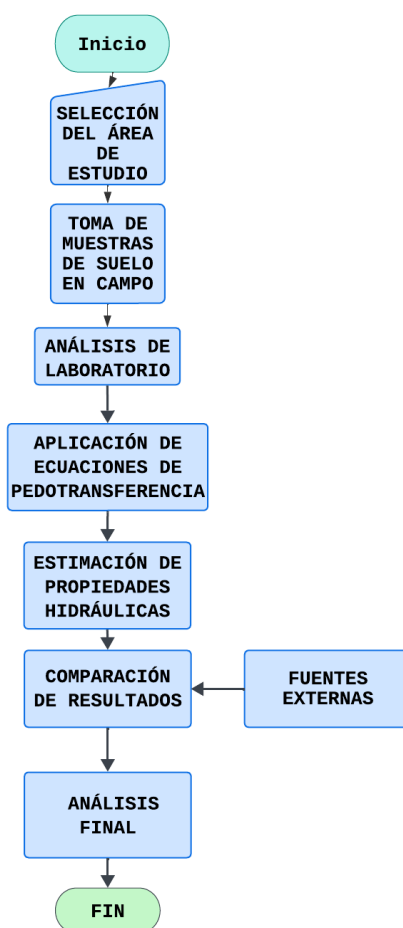 Inicio
SELECCIÓN
DEL ÁREA
DE
ESTUDIO
TOMA DE
MUESTRAS
DE SUELO
EN CAMPO
ANÁLISIS DE
LABORATORIO
APLICACIÓN DE
ECUACIONES DE
PEDOTRANSFERENCIA
ESTIMACIÓN DE
PROPIEDADES
HIDRÁULICAS
COMPARACIÓN
DE RESULTADOS
FUENTES
EXTERNAS
ANÁLISIS
FINAL
FIN